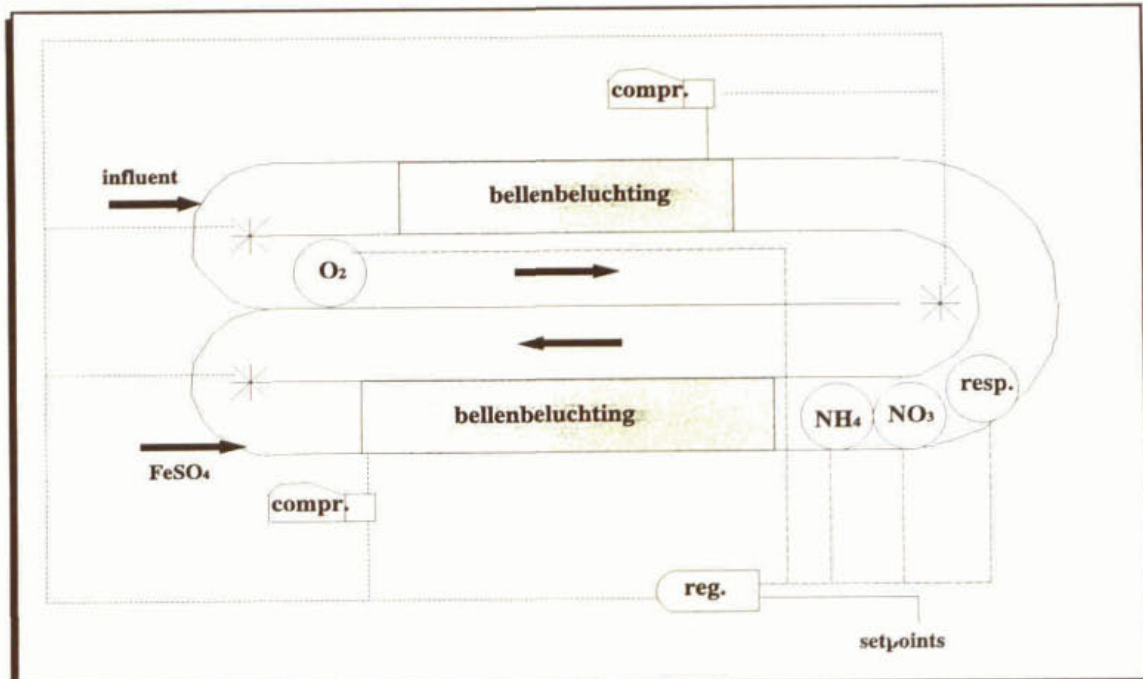 compr.
influent
bellenbeluchting
O₂
resp.
bellenbeluchting
NH₄
NO₃
FeSO₄
compr.
reg.
setpoints